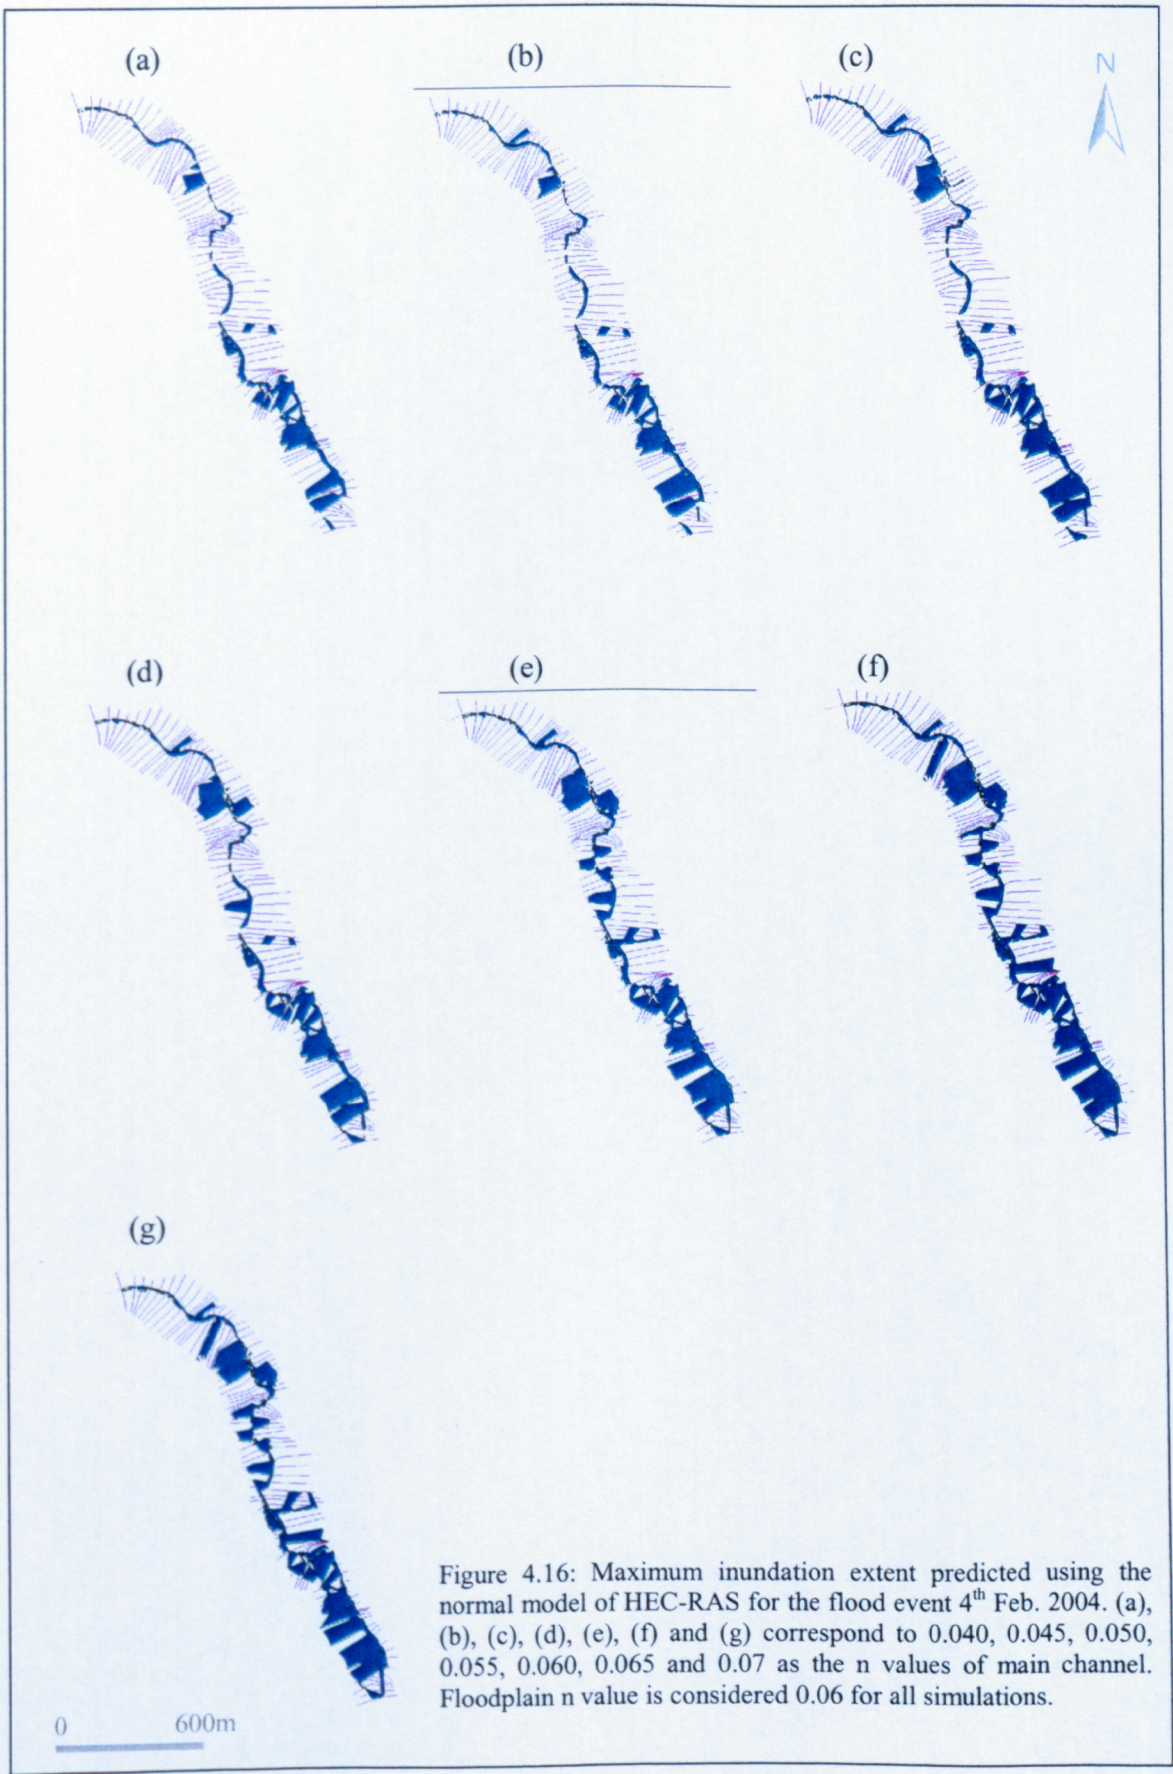 (a)
(b)
(c)
N
(d)
(e)
(f)
(g)
Figure 4.16: Maximum inundation extent predicted using the
normal model of HEC-RAS for the flood event 4th Feb. 2004. (a),
(b), (c), (d), (e), (f) and (g) correspond to 0.040, 0.045, 0.050,
0.055, 0.060, 0.065 and 0.07 as the n values of main channel.
Floodplain n value is considered 0.06 for all simulations.
0 600m